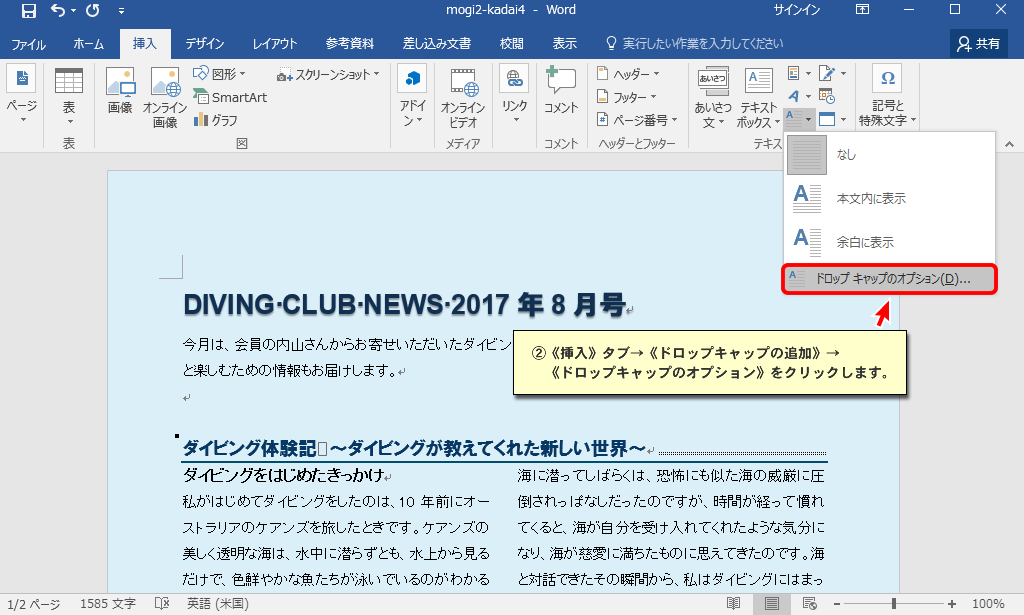 mogi2-kadai4 - Word
サインイン
ファイル ホーム 挿入 デザイン レイアウト 参考資料 差し込み文書 校閲 表示 実行したい作業を入力してください 共有
ページ
表
表
画像
オンライン
画像
図形
SmartArt
グラフ
スクリーンショット
図
アドイ
ン
オンライン
ビデオ
メディア
リンク
コメント
コメント
ヘッダー
フッター
ページ番号
ヘッダーとフッター
あいさつ
あいさつ
文
テキスト
ボックス
テキス
記号と
特殊文字
なし
本文内に表示
余白に表示
ドロップ キャップのオプション(D)...
②《挿入》タブ→《ドロップキャップの追加》→
《ドロップキャップのオプション》をクリックします。
DIVING·CLUB·NEWS·2017 年 8 月号
今月は、会員の内山さんからお寄せいただいたダイビン
と楽しむための情報もお届けします。
ダイビング体験記□～ダイビングが教えてくれた新しい世界～
ダイビングをはじめたきっかけ
私がはじめてダイビングをしたのは、10 年前にオー
ストラリアのケアンズを旅したときです。ケアンズの
美しく透明な海は、水中に潜らずとも、水上から見る
だけで、色鮮やかな魚たちが泳いでいるのがわかる
海に潜ってしばらくは、恐怖にも似た海の威厳に圧
倒されっぱなしだったのですが、時間が経って慣れ
てくると、海が自分を受け入れてくれたような気分に
なり、海が慈愛に満ちたものに思えてきたのです。海
と対話できたその瞬間から、私はダイビングにはまっ
1/2 ページ 1585 文字 英語 (米国) 100%